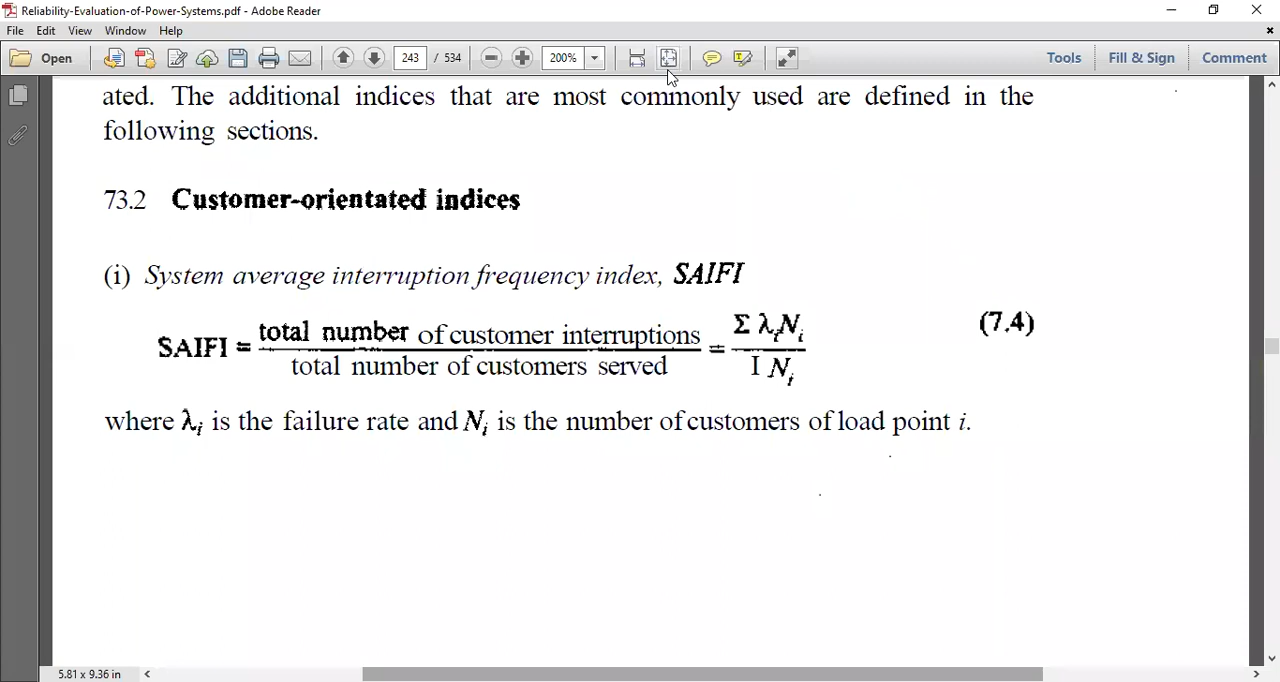 Reliability-Evaluation-of-Power-Systems.pdf - Adobe Reader
File Edit View Window Help
Open 243 / 534 200% Tools Fill & Sign Comment
ated. The additional indices that are most commonly used are defined in the
following sections.
73.2 Customer-orientated indices
(i) System average interruption frequency index, SAIFI
SAIFI = total number of customer interruptions / total number of customers served = Σ λᵢNᵢ / I Nᵢ (7.4)
where λᵢ is the failure rate and Nᵢ is the number of customers of load point i.
5.81 x 9.36 in